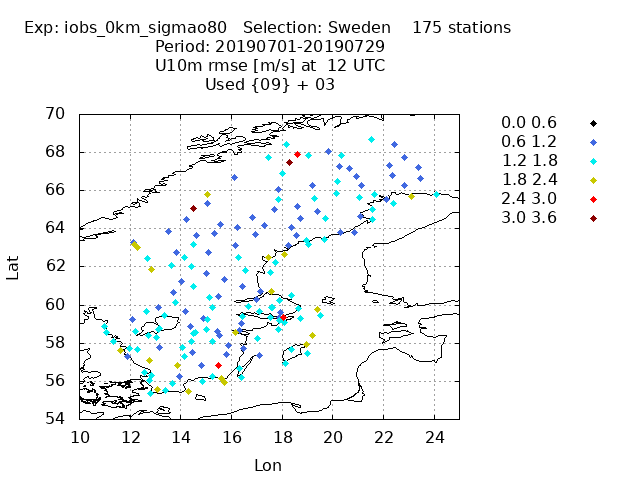 Exp: iobs_0km_sigmao80   Selection: Sweden    175 stations
Period: 20190701-20190729
U10m rmse [m/s] at  12 UTC
Used {09} + 03
70
68
66
64
62
60
58
56
54
Lat
10 12 14 16 18 20 22 24
Lon
0.0 0.6
0.6 1.2
1.2 1.8
1.8 2.4
2.4 3.0
3.0 3.6